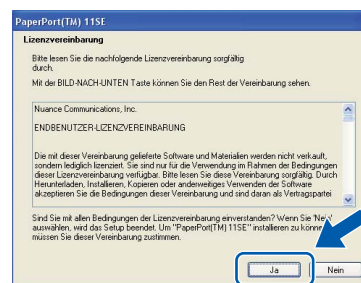 PaperPort(TM) 11SE
Lizenzvereinbarung
Bitte lesen Sie die nachfolgende Lizenzvereinbarung sorgfältig
durch.
Mit der BILD-NACH-UNTEN Taste können Sie den Rest der Vereinbarung sehen.
Nuance Communications, Inc.
ENDBENUTZER-LIZENZVEREINBARUNG
Die mit dieser Vereinbarung gelieferte Software und Materialien werden nicht verkauft,
sondern lediglich lizenziert. Sie sind nur für die Verwendung im Rahmen der Bedingungen
dieser Lizenzvereinbarung verfügbar. Bitte lesen Sie diese Vereinbarung sorgfältig. Durch
Herunterladen, Installieren, Kopieren oder anderweitiges Verwenden der Software
akzeptieren Sie die Bedingungen dieser Vereinbarung und sind daran als Vertragspartei
Sind Sie mit allen Bedingungen der Lizenzvereinbarung einverstanden? Wenn Sie 'Nein'
auswählen, wird das Setup beendet. Um "PaperPort(TM) 11SE" installieren zu
müssen Sie dieser Vereinbarung zustimmen.
Ja
Nein